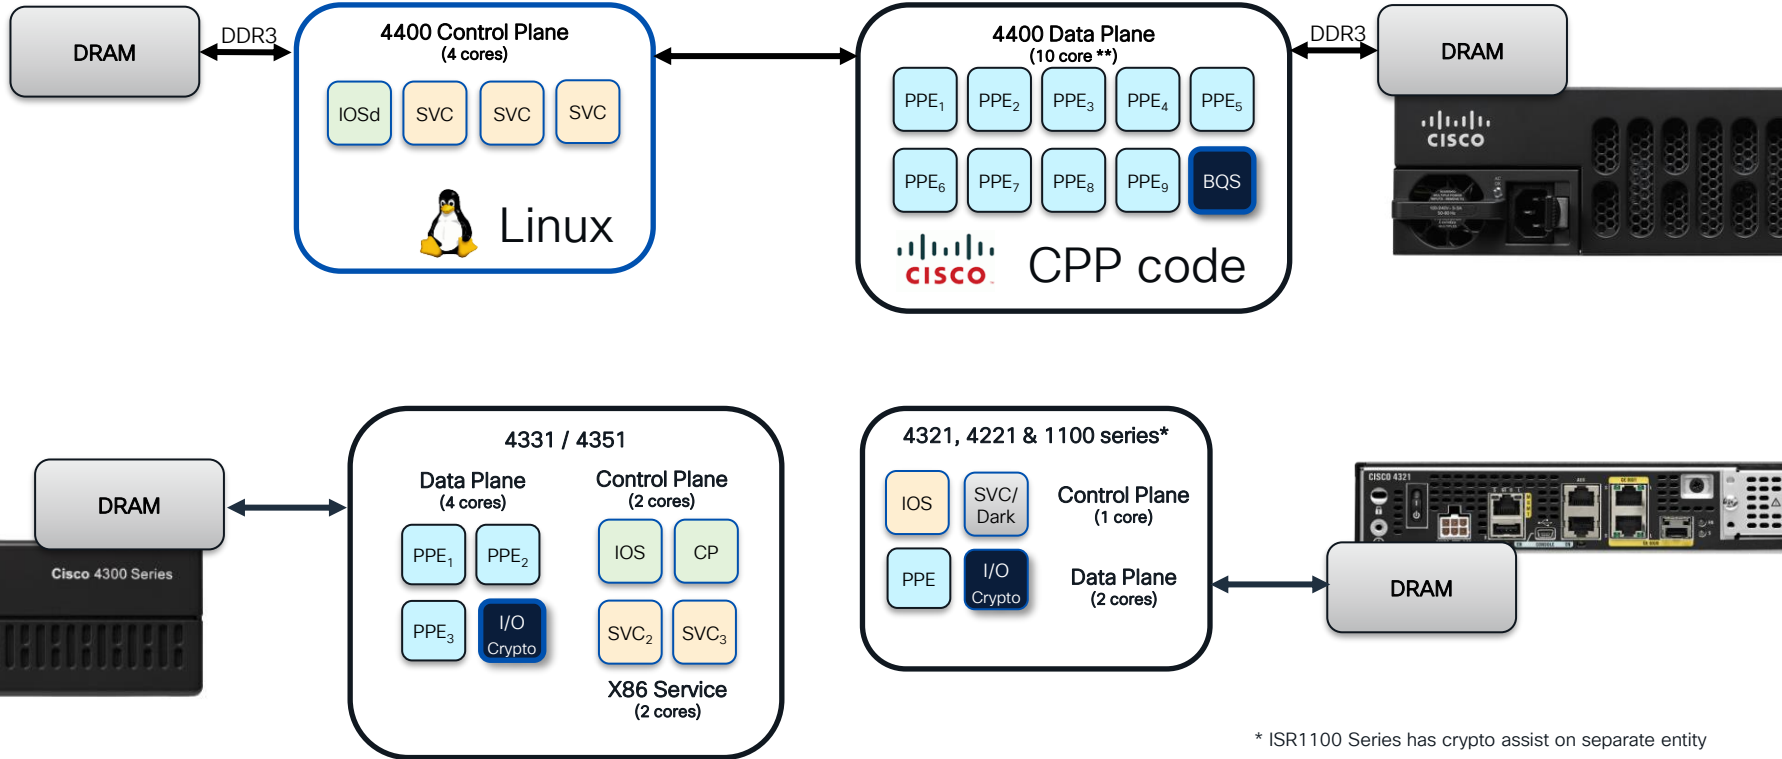 DRAM
DDR3
4400 Control Plane
(4 cores)
IOSd
SVC
SVC
SVC
Linux
4400 Data Plane
(10 core **)
PPE1
PPE2
PPE3
PPE4
PPE5
PPE6
PPE7
PPE8
PPE9
BQS
CISCO
CPP code
DDR3
DRAM
CISCO
DRAM
Cisco 4300 Series
4331 / 4351
Data Plane
(4 cores)
PPE1
PPE2
PPE3
I/O
Crypto
Control Plane
(2 cores)
IOS
CP
SVC2
SVC3
X86 Service
(2 cores)
4321, 4221 & 1100 series*
IOS
SVC/
Dark
Control Plane
(1 core)
PPE
I/O
Crypto
Data Plane
(2 cores)
CISCO 4321
DRAM
* ISR1100 Series has crypto assist on separate entity